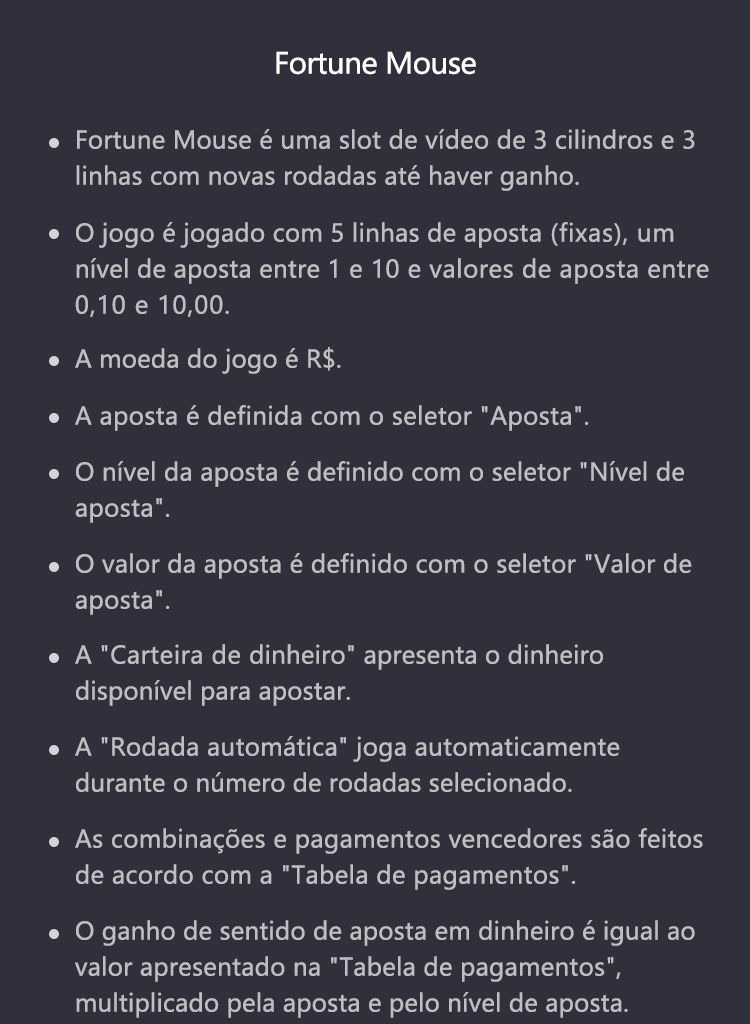 Fortune Mouse
• Fortune Mouse é uma slot de vídeo de 3 cilindros e 3
linhas com novas rodadas até haver ganho.
• O jogo é jogado com 5 linhas de aposta (fixas), um
nível de aposta entre 1 e 10 e valores de aposta entre
0,10 e 10,00.
• A moeda do jogo é R$.
• A aposta é definida com o seletor "Aposta".
• O nível da aposta é definido com o seletor "Nível de
aposta".
• O valor da aposta é definido com o seletor "Valor de
aposta".
• A "Carteira de dinheiro" apresenta o dinheiro
disponível para apostar.
• A "Rodada automática" joga automaticamente
durante o número de rodadas selecionado.
• As combinações e pagamentos vencedores são feitos
de acordo com a "Tabela de pagamentos".
• O ganho de sentido de aposta em dinheiro é igual ao
valor apresentado na "Tabela de pagamentos",
multiplicado pela aposta e pelo nível de aposta.